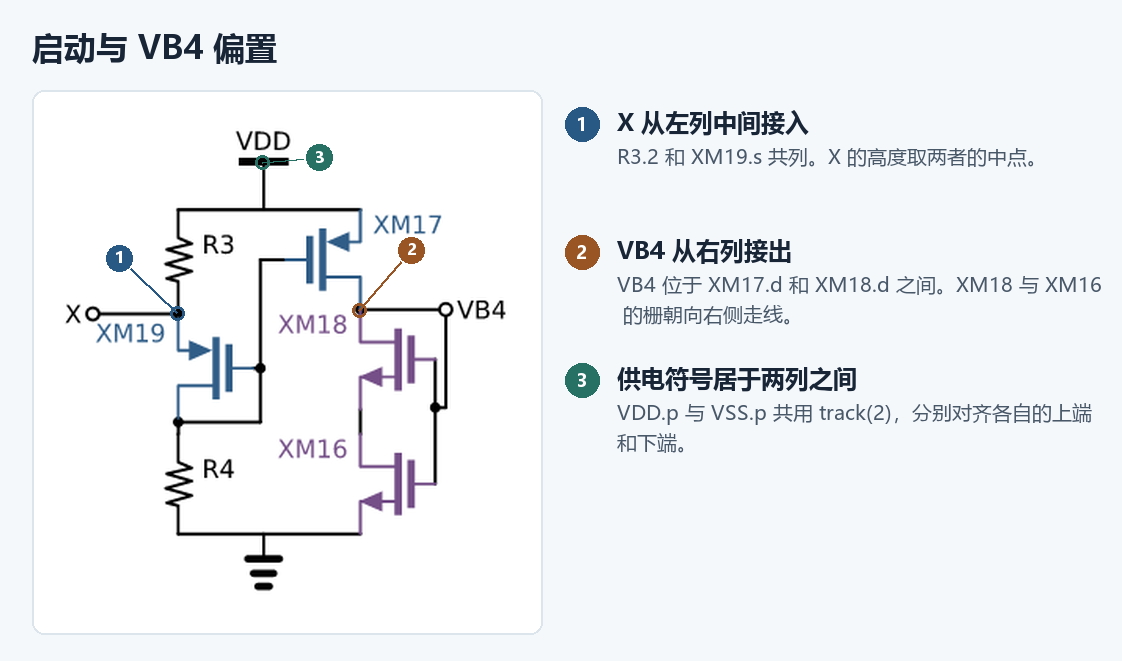 启动与 VB4 偏置
VDD
3
XM17
R3
1
2
X
VB4
XM19
XM18
XM16
R4
1
X 从左列中间接入
R3.2 和 XM19.s 共列。X 的高度取两者的中点。
2
VB4 从右列接出
VB4 位于 XM17.d 和 XM18.d 之间。XM18 与 XM16
的栅朝向右侧走线。
3
供电符号居于两列之间
VDD.p 与 VSS.p 共用 track(2)，分别对齐各自的上端
和下端。